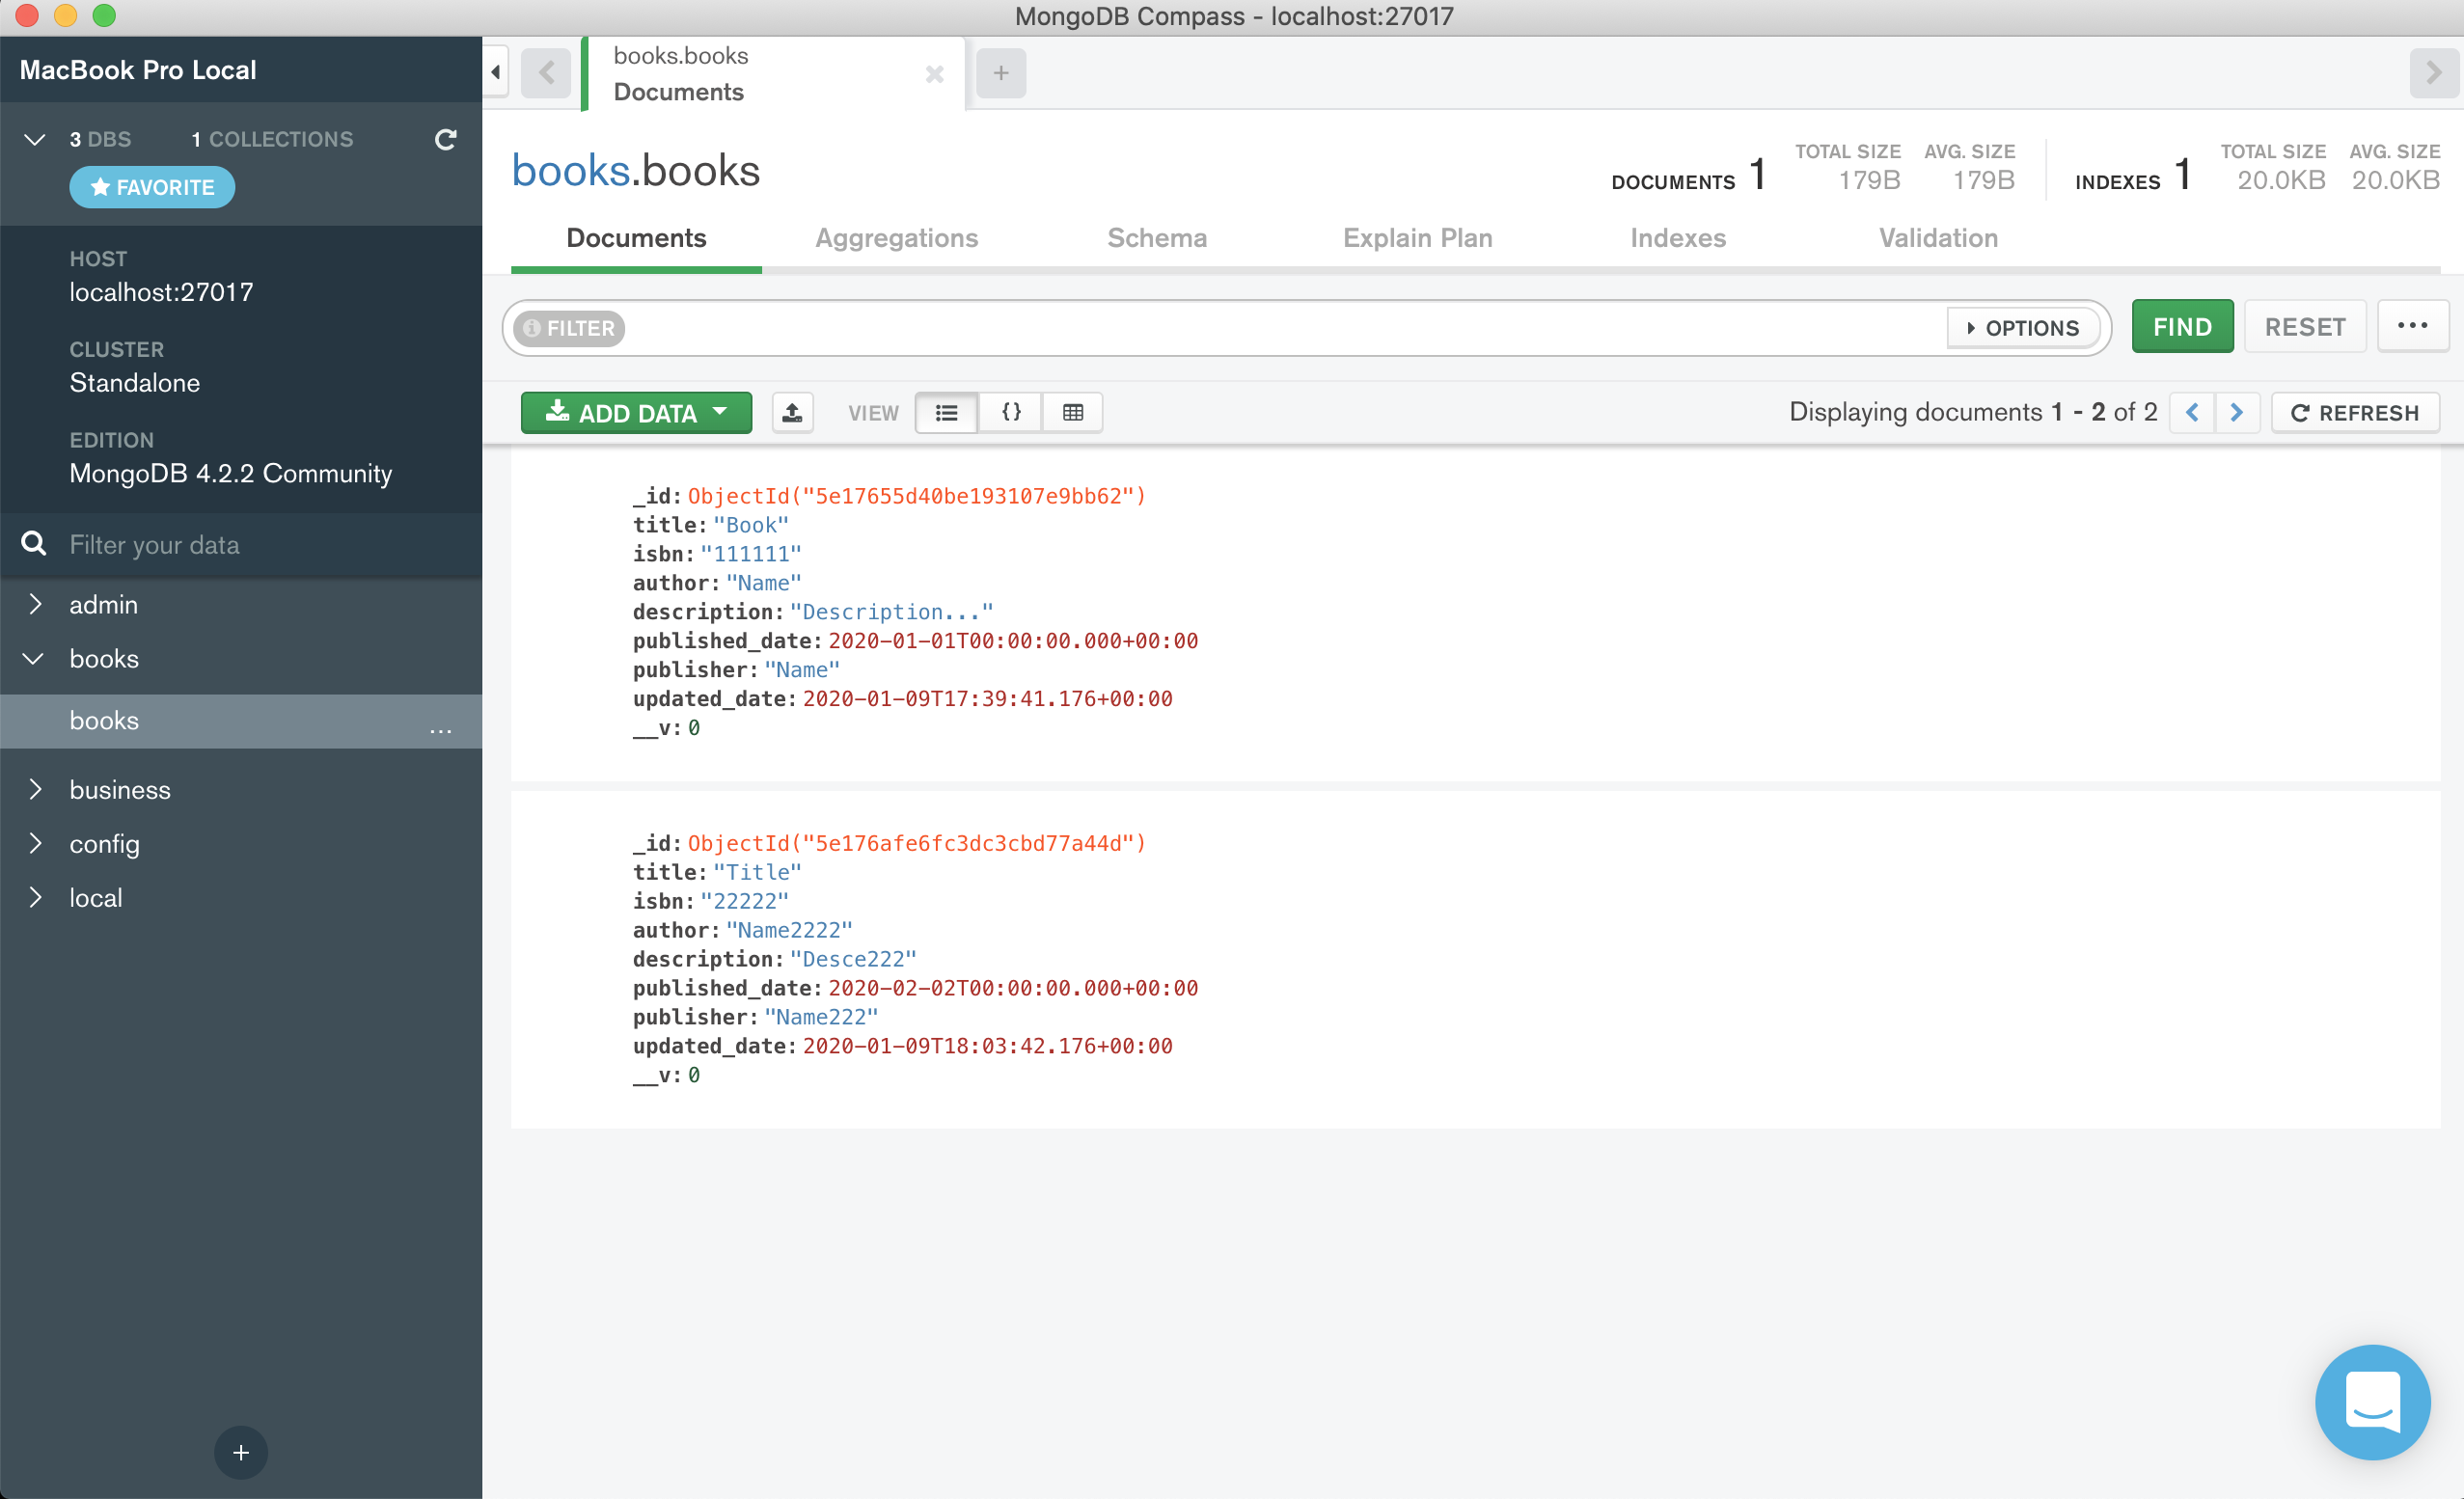 MongoDB Compass - localhost:27017
MacBook Pro Local
3 DBS 1 COLLECTIONS
FAVORITE
HOST
localhost:27017
CLUSTER
Standalone
EDITION
MongoDB 4.2.2 Community
Filter your data
admin
books
books ...
business
config
local
+
books.books
Documents
+
books.books
DOCUMENTS 1 TOTAL SIZE 179B AVG. SIZE 179B INDEXES 1 TOTAL SIZE 20.0KB AVG. SIZE 20.0KB
Documents Aggregations Schema Explain Plan Indexes Validation
FILTER OPTIONS FIND RESET ...
ADD DATA VIEW {} Displaying documents 1 - 2 of 2 REFRESH
_id: ObjectId("5e17655d40be193107e9bb62")
title: "Book"
isbn: "111111"
author: "Name"
description: "Description..."
published_date: 2020-01-01T00:00:00.000+00:00
publisher: "Name"
updated_date: 2020-01-09T17:39:41.176+00:00
__v: 0
_id: ObjectId("5e176afe6fc3dc3cbd77a44d")
title: "Title"
isbn: "22222"
author: "Name2222"
description: "Desce222"
published_date: 2020-02-02T00:00:00.000+00:00
publisher: "Name222"
updated_date: 2020-01-09T18:03:42.176+00:00
__v: 0